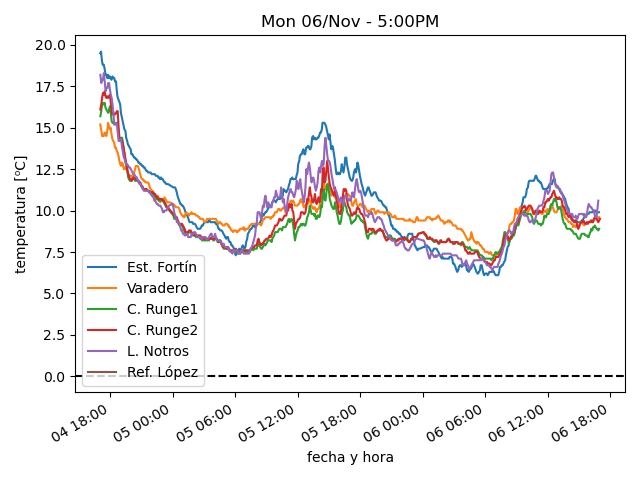 Mon 06/Nov - 5:00PM
temperatura [ºC]
20.0
17.5
15.0
12.5
10.0
7.5
5.0
2.5
0.0
Est. Fortín
Varadero
C. Runge1
C. Runge2
L. Notros
Ref. López
04 18:00
05 00:00
05 06:00
05 12:00
05 18:00
06 00:00
06 06:00
06 12:00
06 18:00
fecha y hora